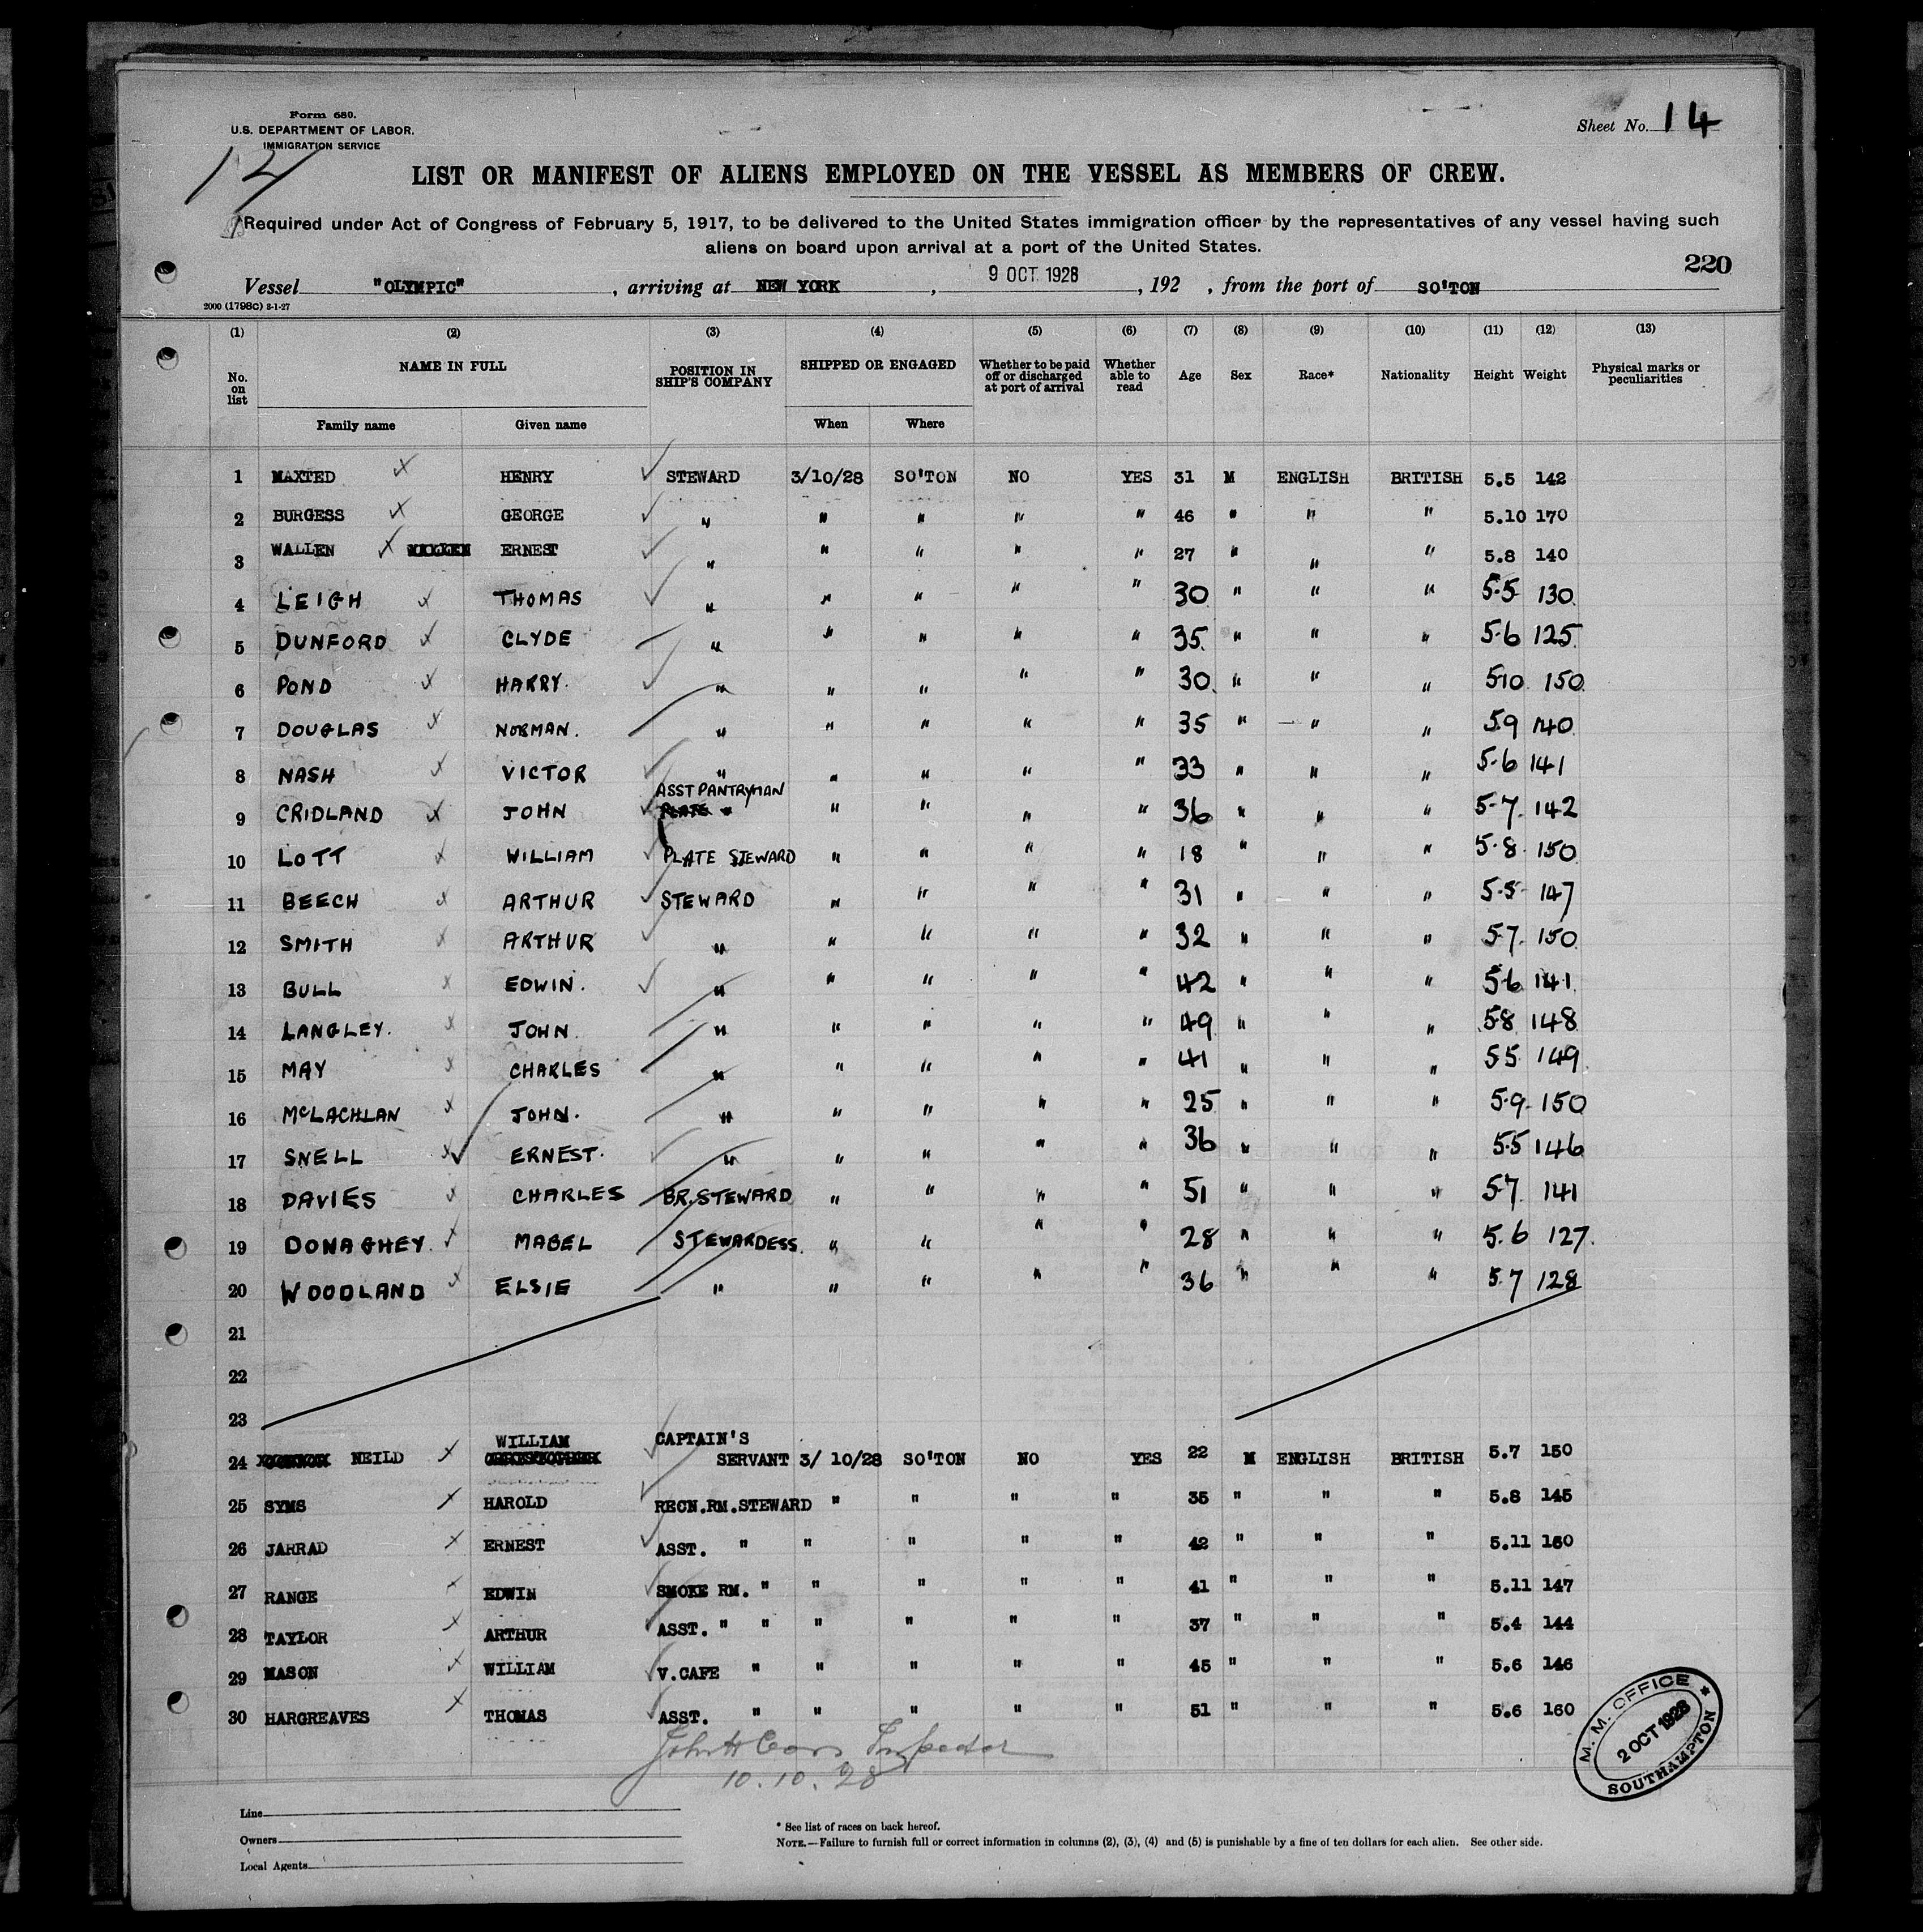 Form 680.
U.S. DEPARTMENT OF LABOR.
IMMIGRATION SERVICE
Sheet No. 14
14
LIST OR MANIFEST OF ALIENS EMPLOYED ON THE VESSEL AS MEMBERS OF CREW.
Required under Act of Congress of February 5, 1917, to be delivered to the United States immigration officer by the representatives of any vessel having such
aliens on board upon arrival at a port of the United States.
220
Vessel "OLYMPIC", arriving at NEW YORK, 9 OCT 1928, 192 , from the port of SO'TON
2000 (1798c) 8-1-27
(1) (2) (3) (4) (5) (6) (7) (8) (9) (10) (11) (12) (13)
No. on list NAME IN FULL POSITION IN SHIP'S COMPANY SHIPPED OR ENGAGED Whether to be paid off or discharged at port of arrival Whether able to read Age Sex Race* Nationality Height Weight Physical marks or peculiarities
Family name Given name When Where
1 MAXTED HENRY STEWARD 3/10/28 SO'TON NO YES 31 M ENGLISH BRITISH 5.5 142
2 BURGESS GEORGE " " " " " 46 " " " 5.10 170
3 WALLEN WALLEN ERNEST " " " " " 27 " " " 5.8 140
4 LEIGH THOMAS " " " " " 30 " " " 5-5 130.
5 DUNFORD CLYDE " " " " " 35. " " " 5-6 125.
6 POND HARRY. " " " " " 30. " " " 510 150.
7 DOUGLAS NORMAN. " " " " " 35 " " " 59 140.
8 NASH VICTOR " " " " " 33 " " " 5-6 141
9 CRIDLAND JOHN ASST PANTRYMAN PLATE " " " " " 36 " " " 5-7. 142
10 LOTT WILLIAM PLATE STEWARD " " " " 18 " " " 5-8. 150
11 BEECH ARTHUR STEWARD " " " " 31 " " " 5-5 147
12 SMITH ARTHUR " " " " " 32 " " " 57. 150.
13 BULL EDWIN. " " " " " 42 " " " 56 141.
14 LANGLEY. JOHN. " " " " " 49. " " " 58 148
15 MAY CHARLES " " " " " 41 " " " 55 149.
16 McLACHLAN JOHN. " " " " " 25 " " " 5-9. 150
17 SNELL ERNEST. " " " " " 36 " " " 5.5 146
18 DAVIES CHARLES BR. STEWARD " " " " 51 " " " 57. 141
19 DONAGHEY. MABEL STEWARDESS. " " " " 28 " " " 5.6 127.
20 WOODLAND ELSIE " " " " " 36 " " " 5.7 128
21
22
23
24 NEILD WILLIAM CAPTAIN'S
SERVANT 3/ 10/28 SO'TON NO YES 22 M ENGLISH BRITISH 5.7 150
25 SYMS HAROLD RECN.RM.STEWARD " " " " 35 " " " 5.8 145
26 JARRAD ERNEST ASST. " " " " " 42 " " " 5.11 160
27 RANGE EDWIN SMOKE RM. " " " " " 41 " " " 5.11 147
28 TAYLOR ARTHUR ASST. " " " " " " 37 " " " 5.4 144
29 MASON WILLIAM V.CAFE " " " " " 45 " " " 5.6 146
30 HARGREAVES THOMAS ASST. " " " " " 51 " " " 5.6 160
John H Inspector
10.10.28
M. M. OFFICE
2 OCT 1928
SOUTHAMPTON
Line
Owners
Local Agents
* See list of races on back hereof.
NOTE.—Failure to furnish full or correct information in columns (2), (3), (4) and (5) is punishable by a fine of ten dollars for each alien. See other side.